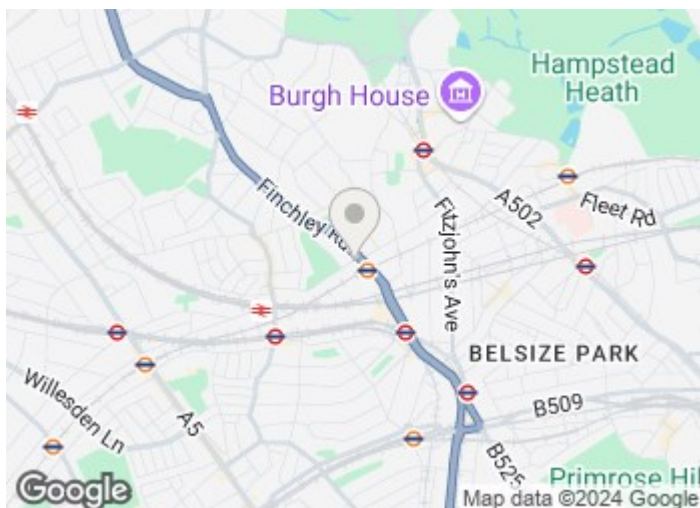 Hampstead
Heath
Burgh House
A502
Fleet Rd
Finchley Rd
Fitzjohn's Ave
BELSIZE PARK
Willesden Ln
A5
B509
B525
Primrose Hil
Google
Map data ©2024 Google